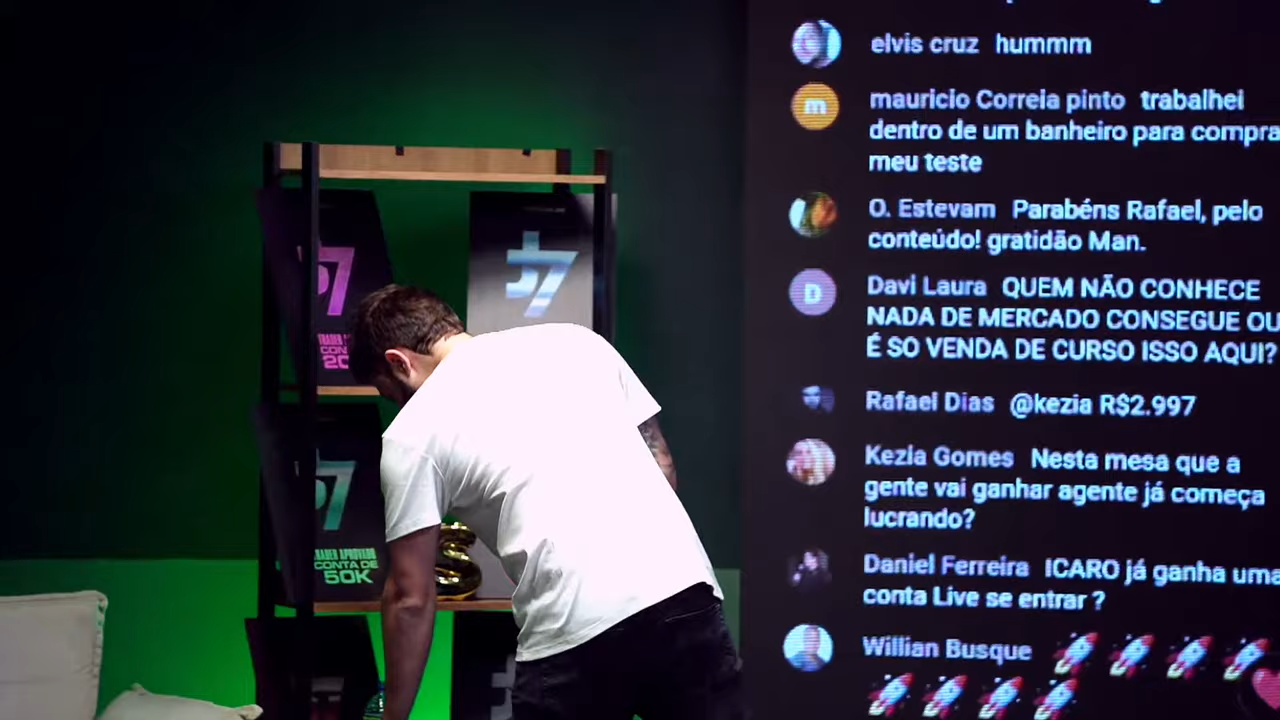 elvis cruz hummm
mauricio Correia pinto trabalhei
dentro de um banheiro para compra
meu teste
O. Estevam Parabéns Rafael, pelo
conteúdo! gratidão Man.
D
Davi Laura QUEM NÃO CONHECE
NADA DE MERCADO CONSEGUE OU
É SO VENDA DE CURSO ISSO AQUI?
Rafael Dias @kezia R$2.997
Kezia Gomes Nesta mesa que a
gente vai ganhar agente já começa
lucrando?
Daniel Ferreira ICARO já ganha uma
conta Live se entrar ?
Willian Busque
m
TRADER APROVADO
CONTA DE
50K